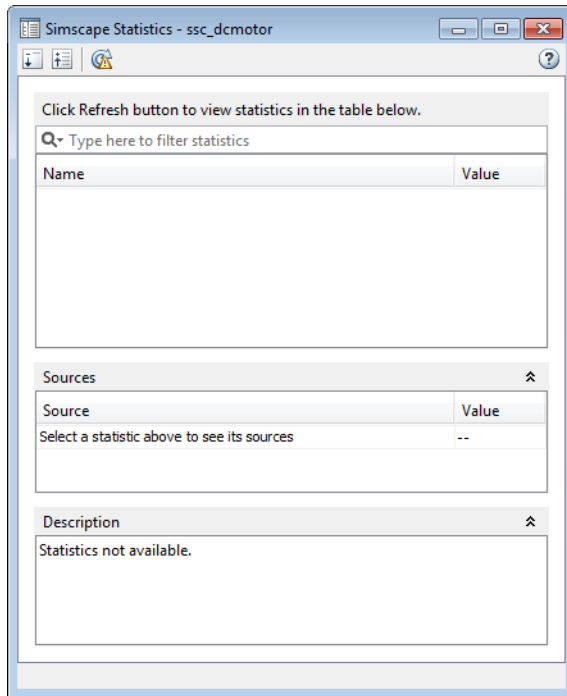 Simscape Statistics - ssc_dcmotor
Click Refresh button to view statistics in the table below.
Type here to filter statistics
Name Value
Sources
Source Value
Select a statistic above to see its sources --
Description
Statistics not available.